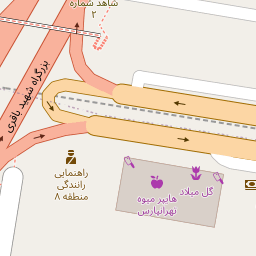 شاهد شماره
۲
بزرگراه شهید باقری
راهنمایی
رانندگی
منطقه ۸
گل میلاد
هایپر میوه
تهرانپارس